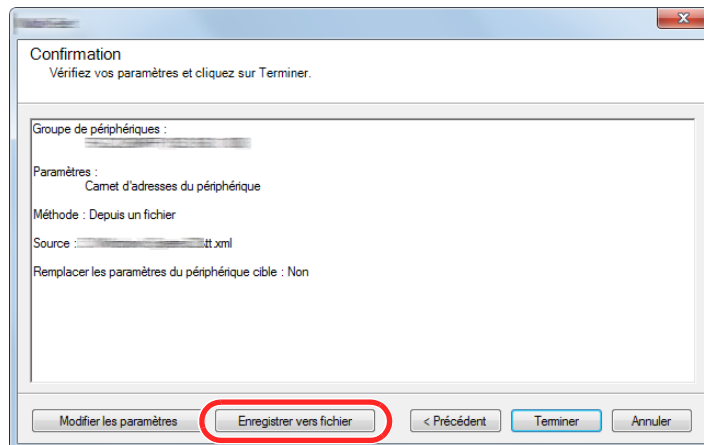 Confirmation
Vérifiez vos paramètres et cliquez sur Terminer.
Groupe de périphériques :
Paramètres :
Carnet d'adresses du périphérique
Méthode : Depuis un fichier
Source : tt.xml
Remplacer les paramètres du périphérique cible : Non
Modifier les paramètres Enregistrer vers fichier < Précédent Terminer Annuler